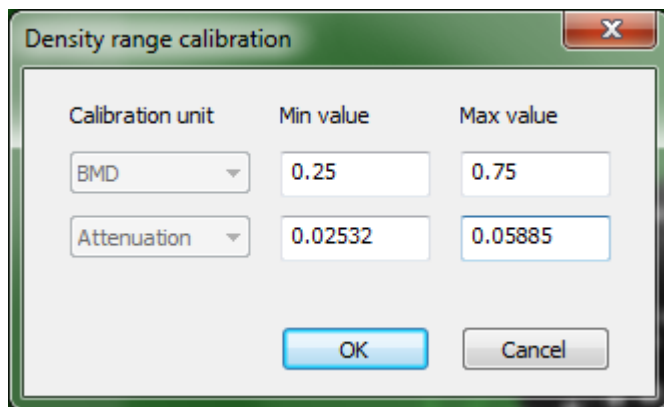 Density range calibration
Calibration unit Min value Max value
BMD 0.25 0.75
Attenuation 0.02532 0.05885
OK Cancel